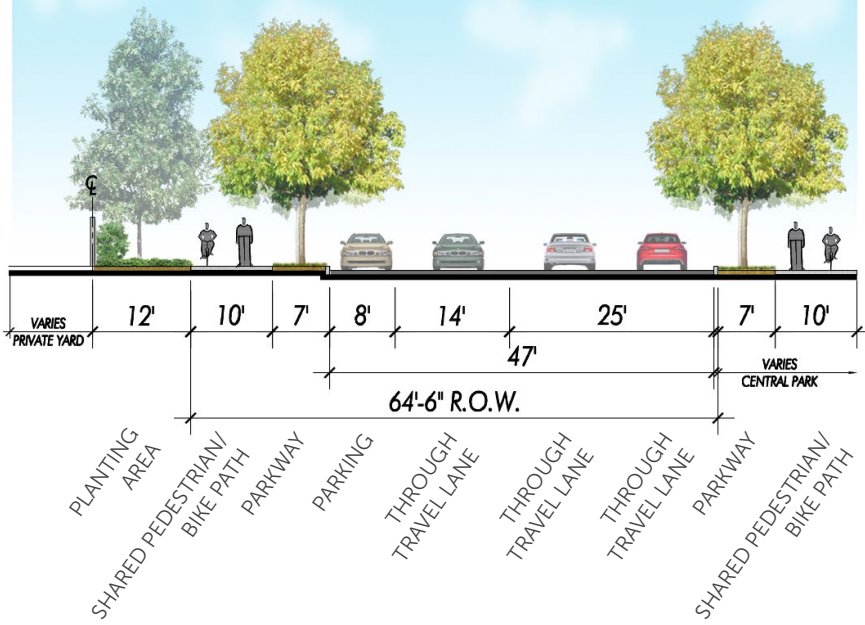 ℄
12'
10'
7'
8'
14'
25'
7'
10'
VARIES
PRIVATE YARD
47'
VARIES
CENTRAL PARK
64'-6" R.O.W.
PLANTING
AREA
SHARED PEDESTRIAN/
BIKE PATH
PARKWAY
PARKING
THROUGH
TRAVEL LANE
THROUGH
TRAVEL LANE
THROUGH
TRAVEL LANE
PARKWAY
SHARED PEDESTRIAN/
BIKE PATH